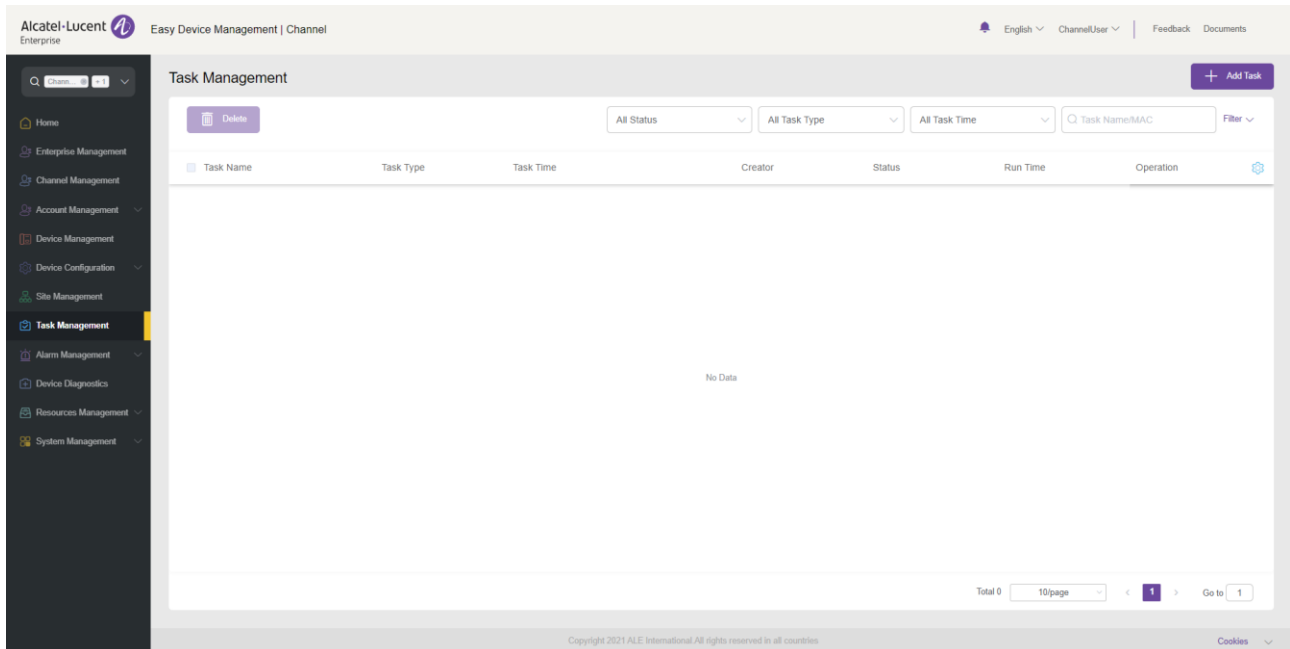 Alcatel·Lucent
Enterprise
Easy Device Management | Channel
English
ChannelUser
Feedback
Documents
Chann...
+ 1
Home
Enterprise Management
Channel Management
Account Management
Device Management
Device Configuration
Site Management
Task Management
Alarm Management
Device Diagnostics
Resources Management
System Management
Task Management
+ Add Task
Delete
All Status
All Task Type
All Task Time
Task Name/MAC
Filter
Task Name
Task Type
Task Time
Creator
Status
Run Time
Operation
No Data
Total 0
10/page
<
1
>
Go to
1
Copyright 2021 ALE International.All rights reserved in all countries
Cookies